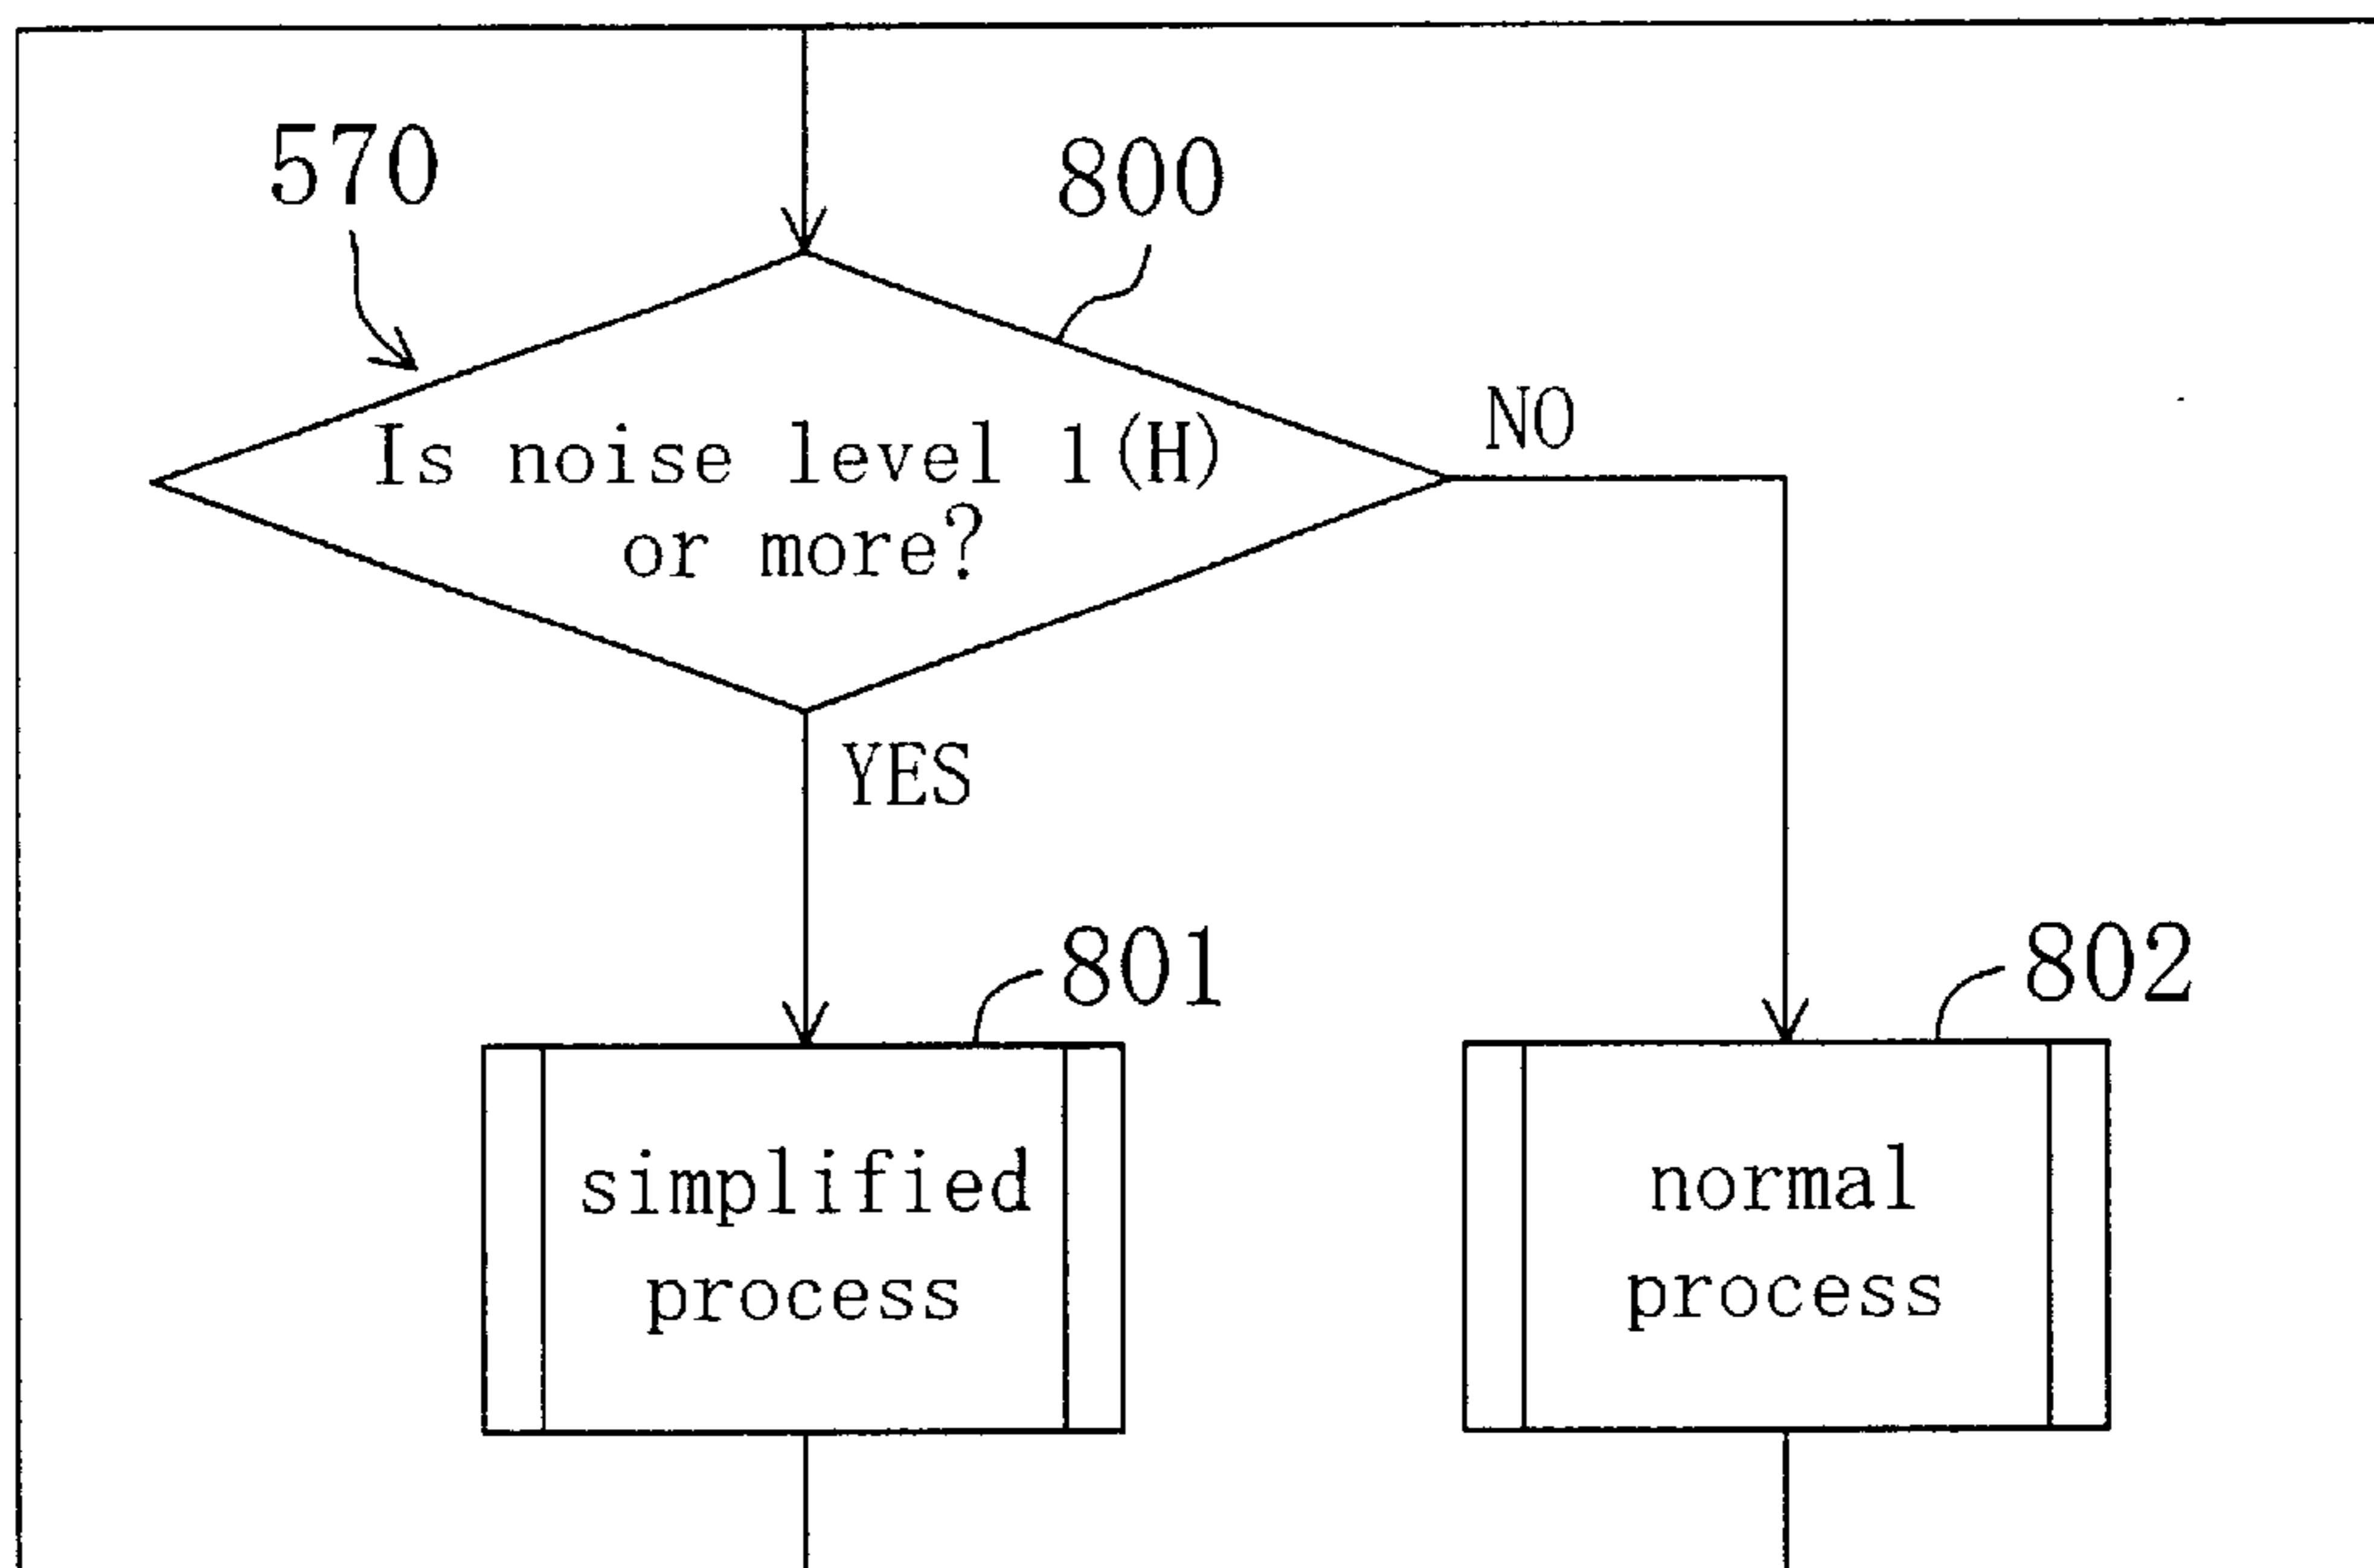 570
800
Is noise level 1(H)
or more?
NO
YES
801
802
simplified
process
normal
process